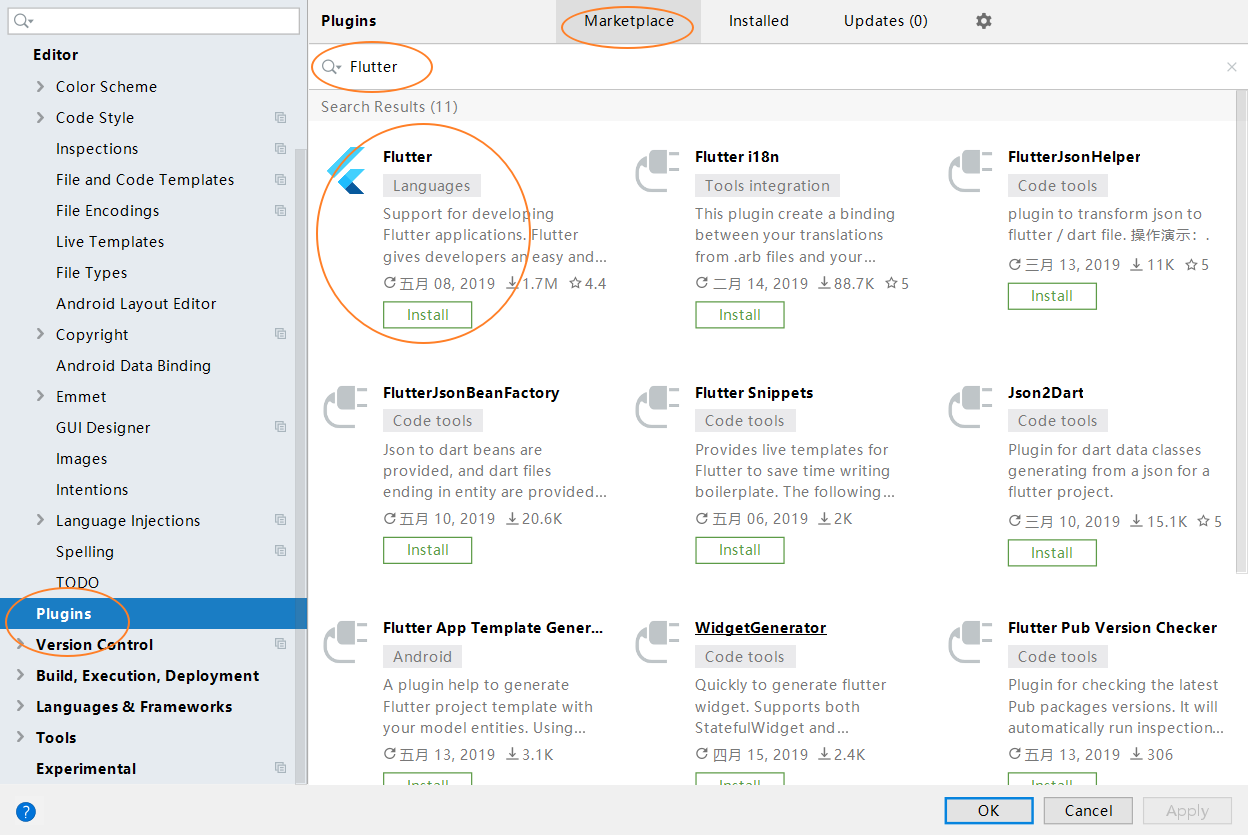 Plugins
Marketplace
Installed
Updates (0)
Editor
Color Scheme
Code Style
Inspections
File and Code Templates
File Encodings
Live Templates
File Types
Android Layout Editor
Copyright
Android Data Binding
Emmet
GUI Designer
Images
Intentions
Language Injections
Spelling
TODO
Plugins
Version Control
Build, Execution, Deployment
Languages & Frameworks
Tools
Experimental
Flutter
Search Results (11)
Flutter
Languages
Support for developing
Flutter applications. Flutter
gives developers an easy and...
五月 08, 2019 1.7M 4.4
Install
Flutter i18n
Tools integration
This plugin create a binding
between your translations
from .arb files and your...
二月 14, 2019 88.7K 5
Install
FlutterJsonHelper
Code tools
plugin to transform json to
flutter / dart file. 操作演示：.
三月 13, 2019 11K 5
Install
FlutterJsonBeanFactory
Code tools
Json to dart beans are
provided, and dart files
ending in entity are provided...
五月 10, 2019 20.6K
Install
Flutter Snippets
Code tools
Provides live templates for
Flutter to save time writing
boilerplate. The following...
五月 06, 2019 2K
Install
Json2Dart
Code tools
Plugin for dart data classes
generating from a json for a
flutter project.
三月 10, 2019 15.1K 5
Install
Flutter App Template Gener...
Android
A plugin help to generate
Flutter project template with
your model entities. Using...
五月 13, 2019 3.1K
Install
WidgetGenerator
Code tools
Quickly to generate flutter
widget. Supports both
StatefulWidget and...
四月 15, 2019 2.4K
Install
Flutter Pub Version Checker
Code tools
Plugin for checking the latest
Pub packages versions. It will
automatically run inspection...
五月 13, 2019 306
Install
?
OK
Cancel
Apply